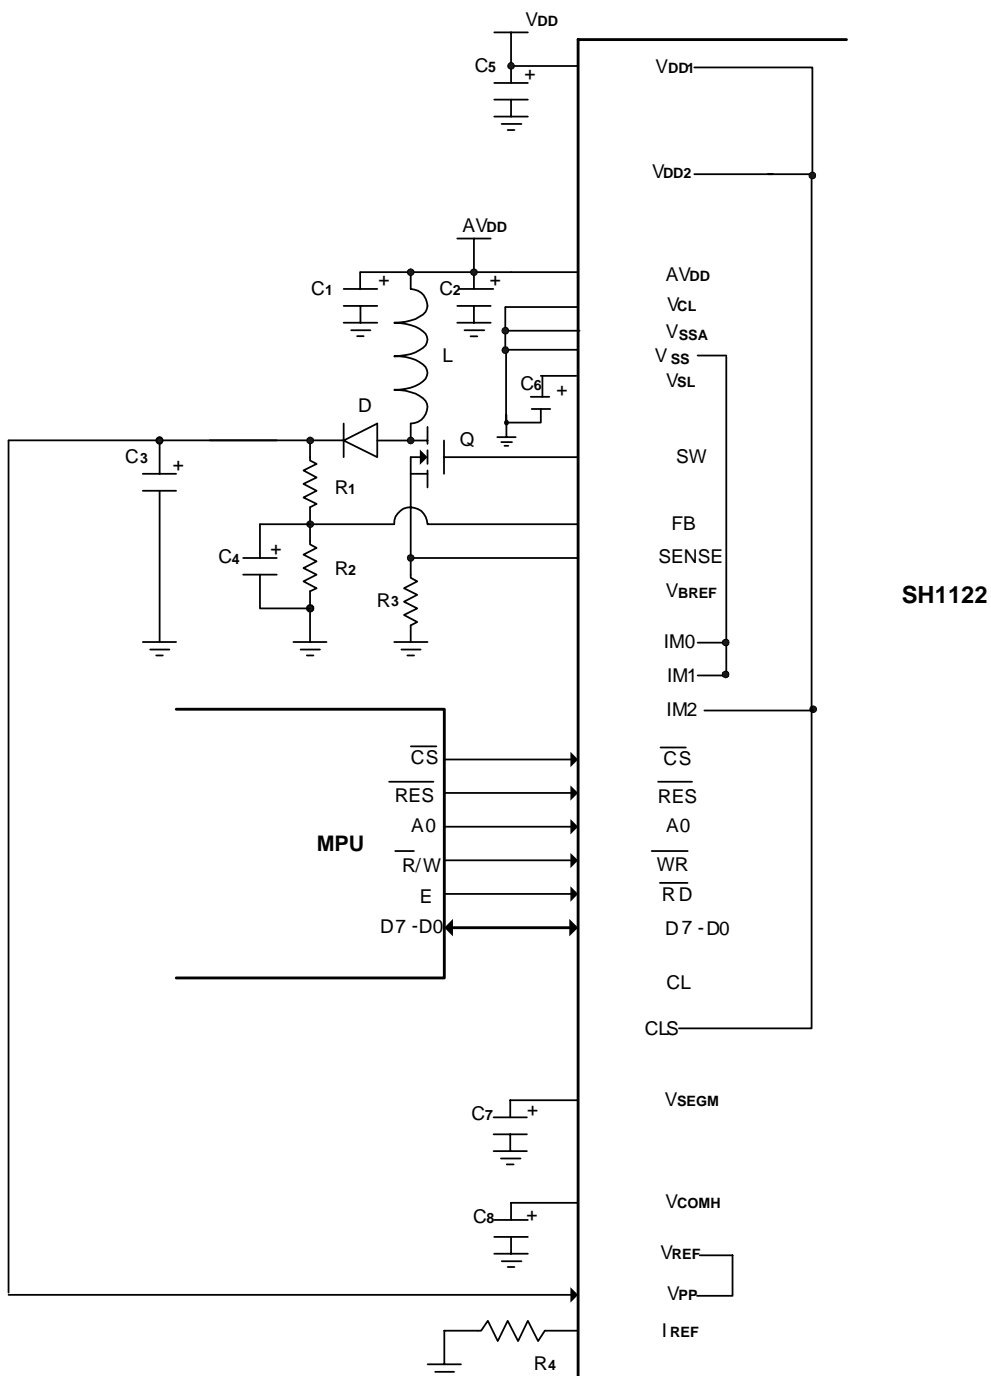 VDD
C5
VDD1
VDD2
AVDD
AVDD
C1
C2
VCL
VSSA
L
VSS
C6
VSL
D
Q
SW
C3
R1
FB
C4
R2
SENSE
R3
VBREF
SH1122
IM0
IM1
IM2
CS
CS
RES
RES
A0
A0
MPU
R/W
WR
E
RD
D7 -D0
D7 - D0
CL
CLS
VSEGM
C7
VCOMH
C8
VREF
VPP
IREF
R4